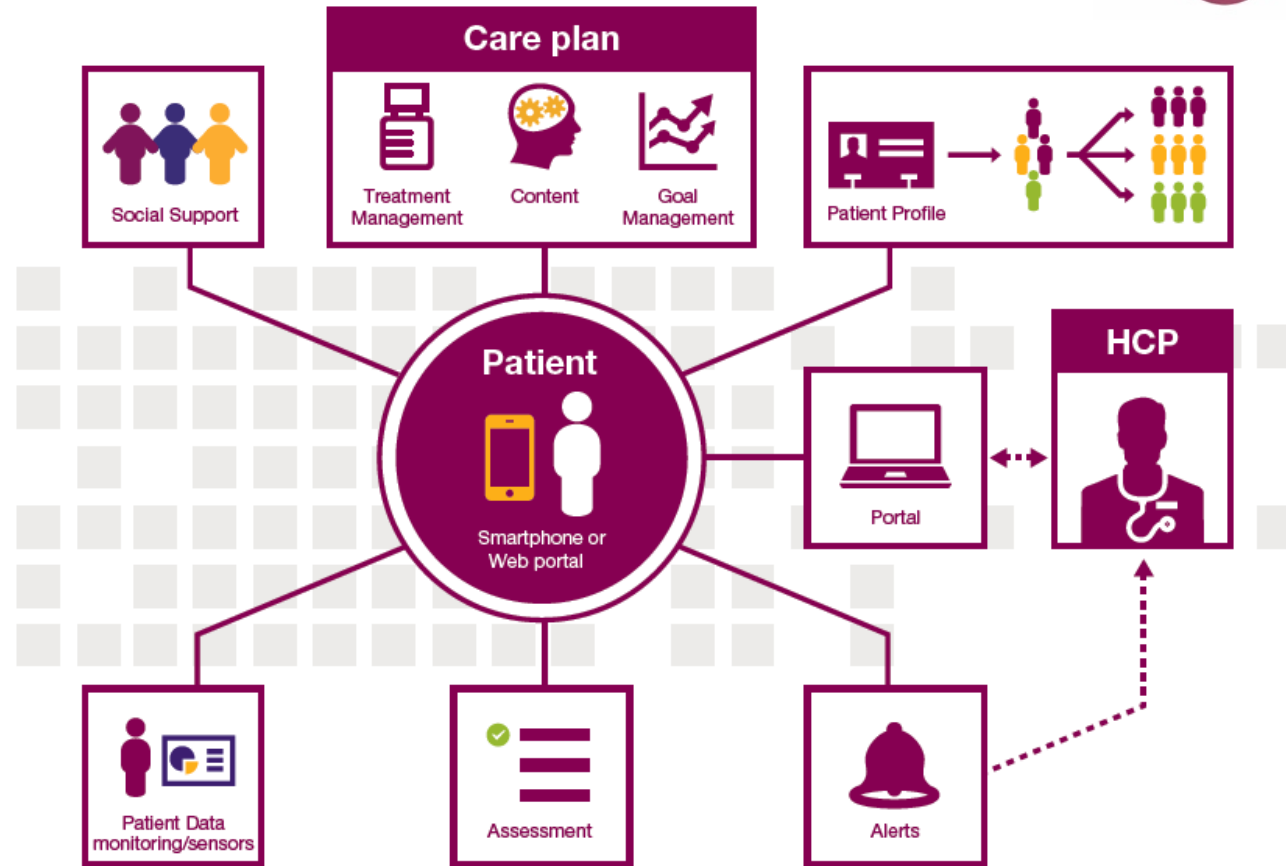 Care plan
Social Support
Treatment
Management
Content
Goal
Management
Patient Profile
HCP
Patient
Smartphone or
Web portal
Portal
Patient Data
monitoring/sensors
Assessment
Alerts